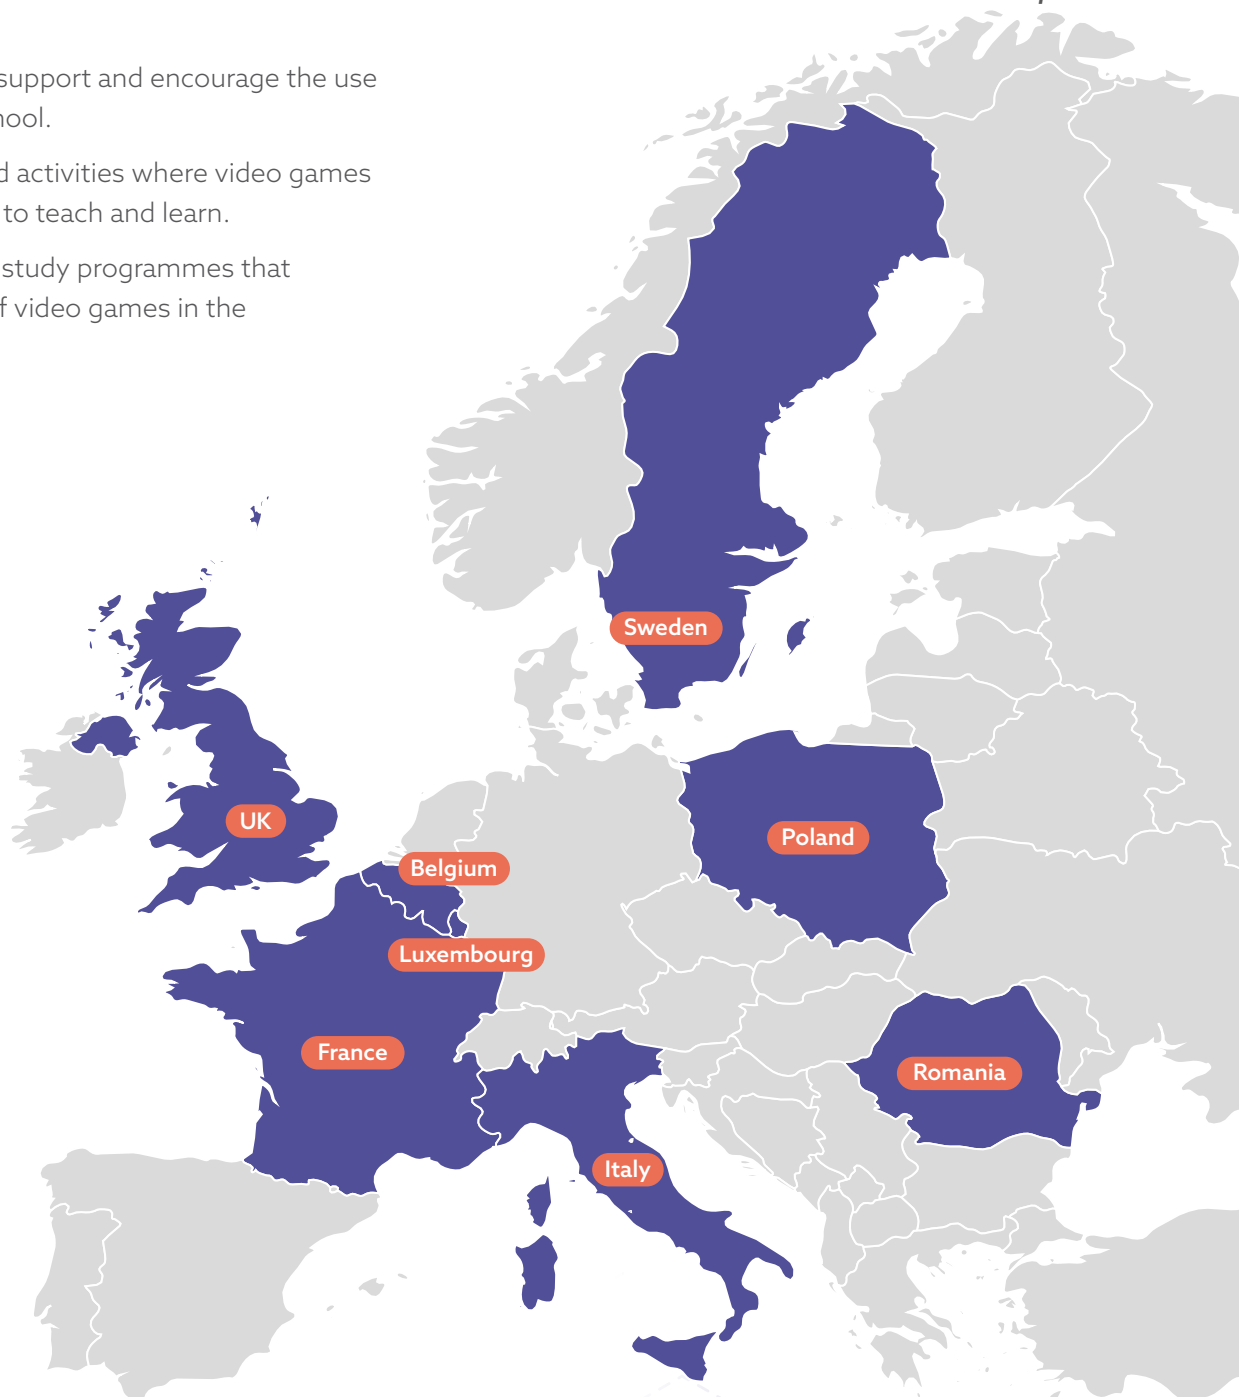 support and encourage the use
hool.
d activities where video games
to teach and learn.
study programmes that
f video games in the
Sweden
UK
Poland
Belgium
Luxembourg
France
Romania
Italy